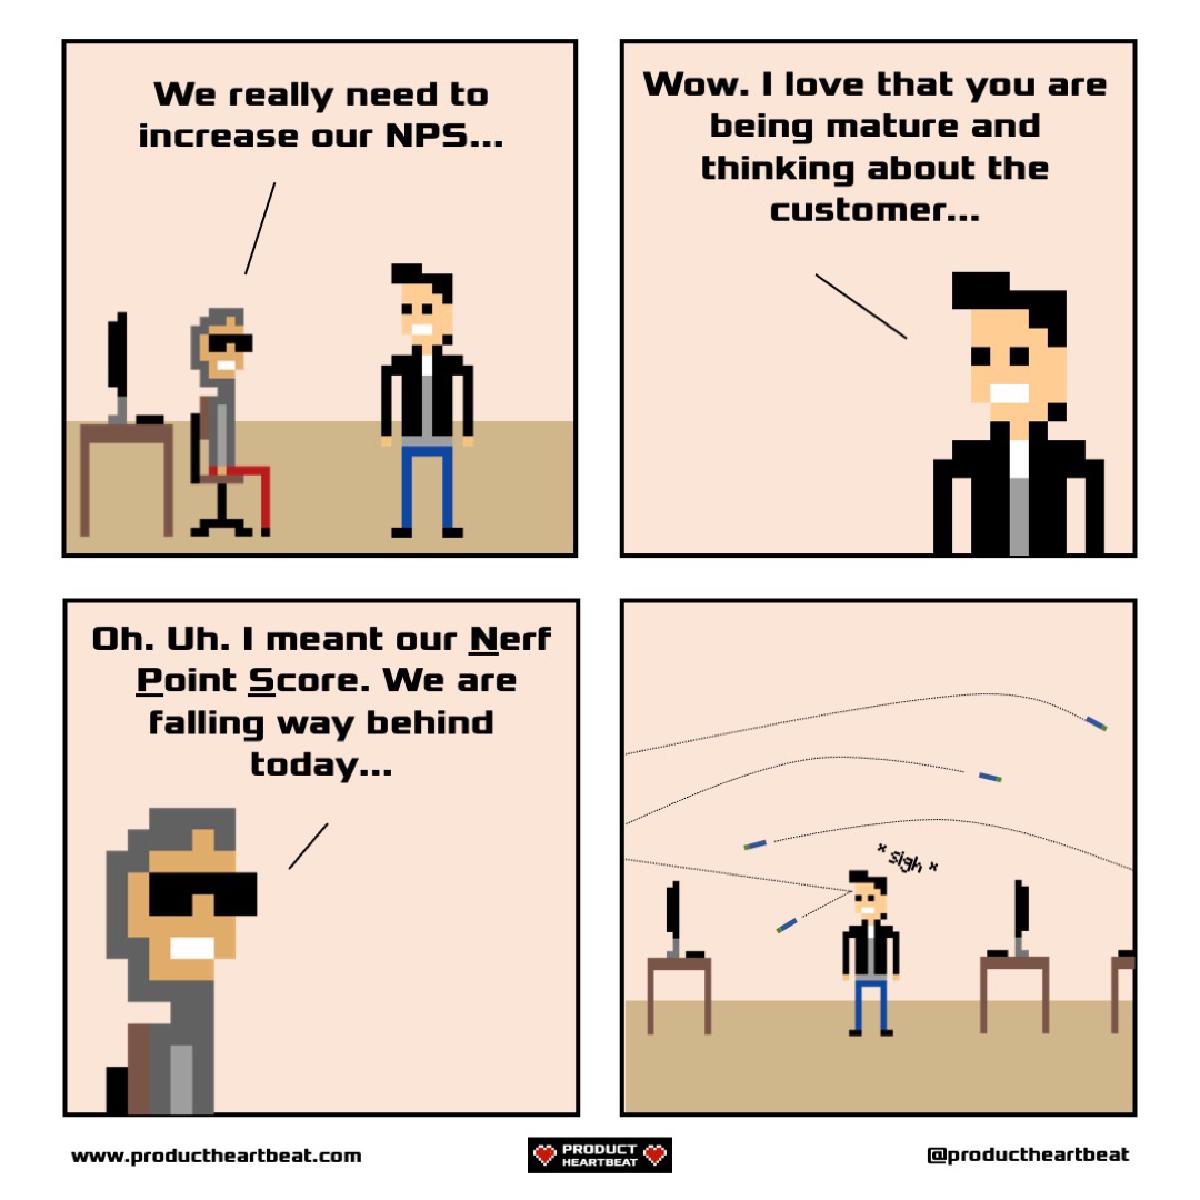 We really need to
increase our NPS...
Wow. I love that you are
being mature and
thinking about the
customer...
Oh. Uh. I meant our Nerf
Point Score. We are
falling way behind
today...
* sigh *
www.productheartbeat.com
PRODUCT
HEARTBEAT
@productheartbeat